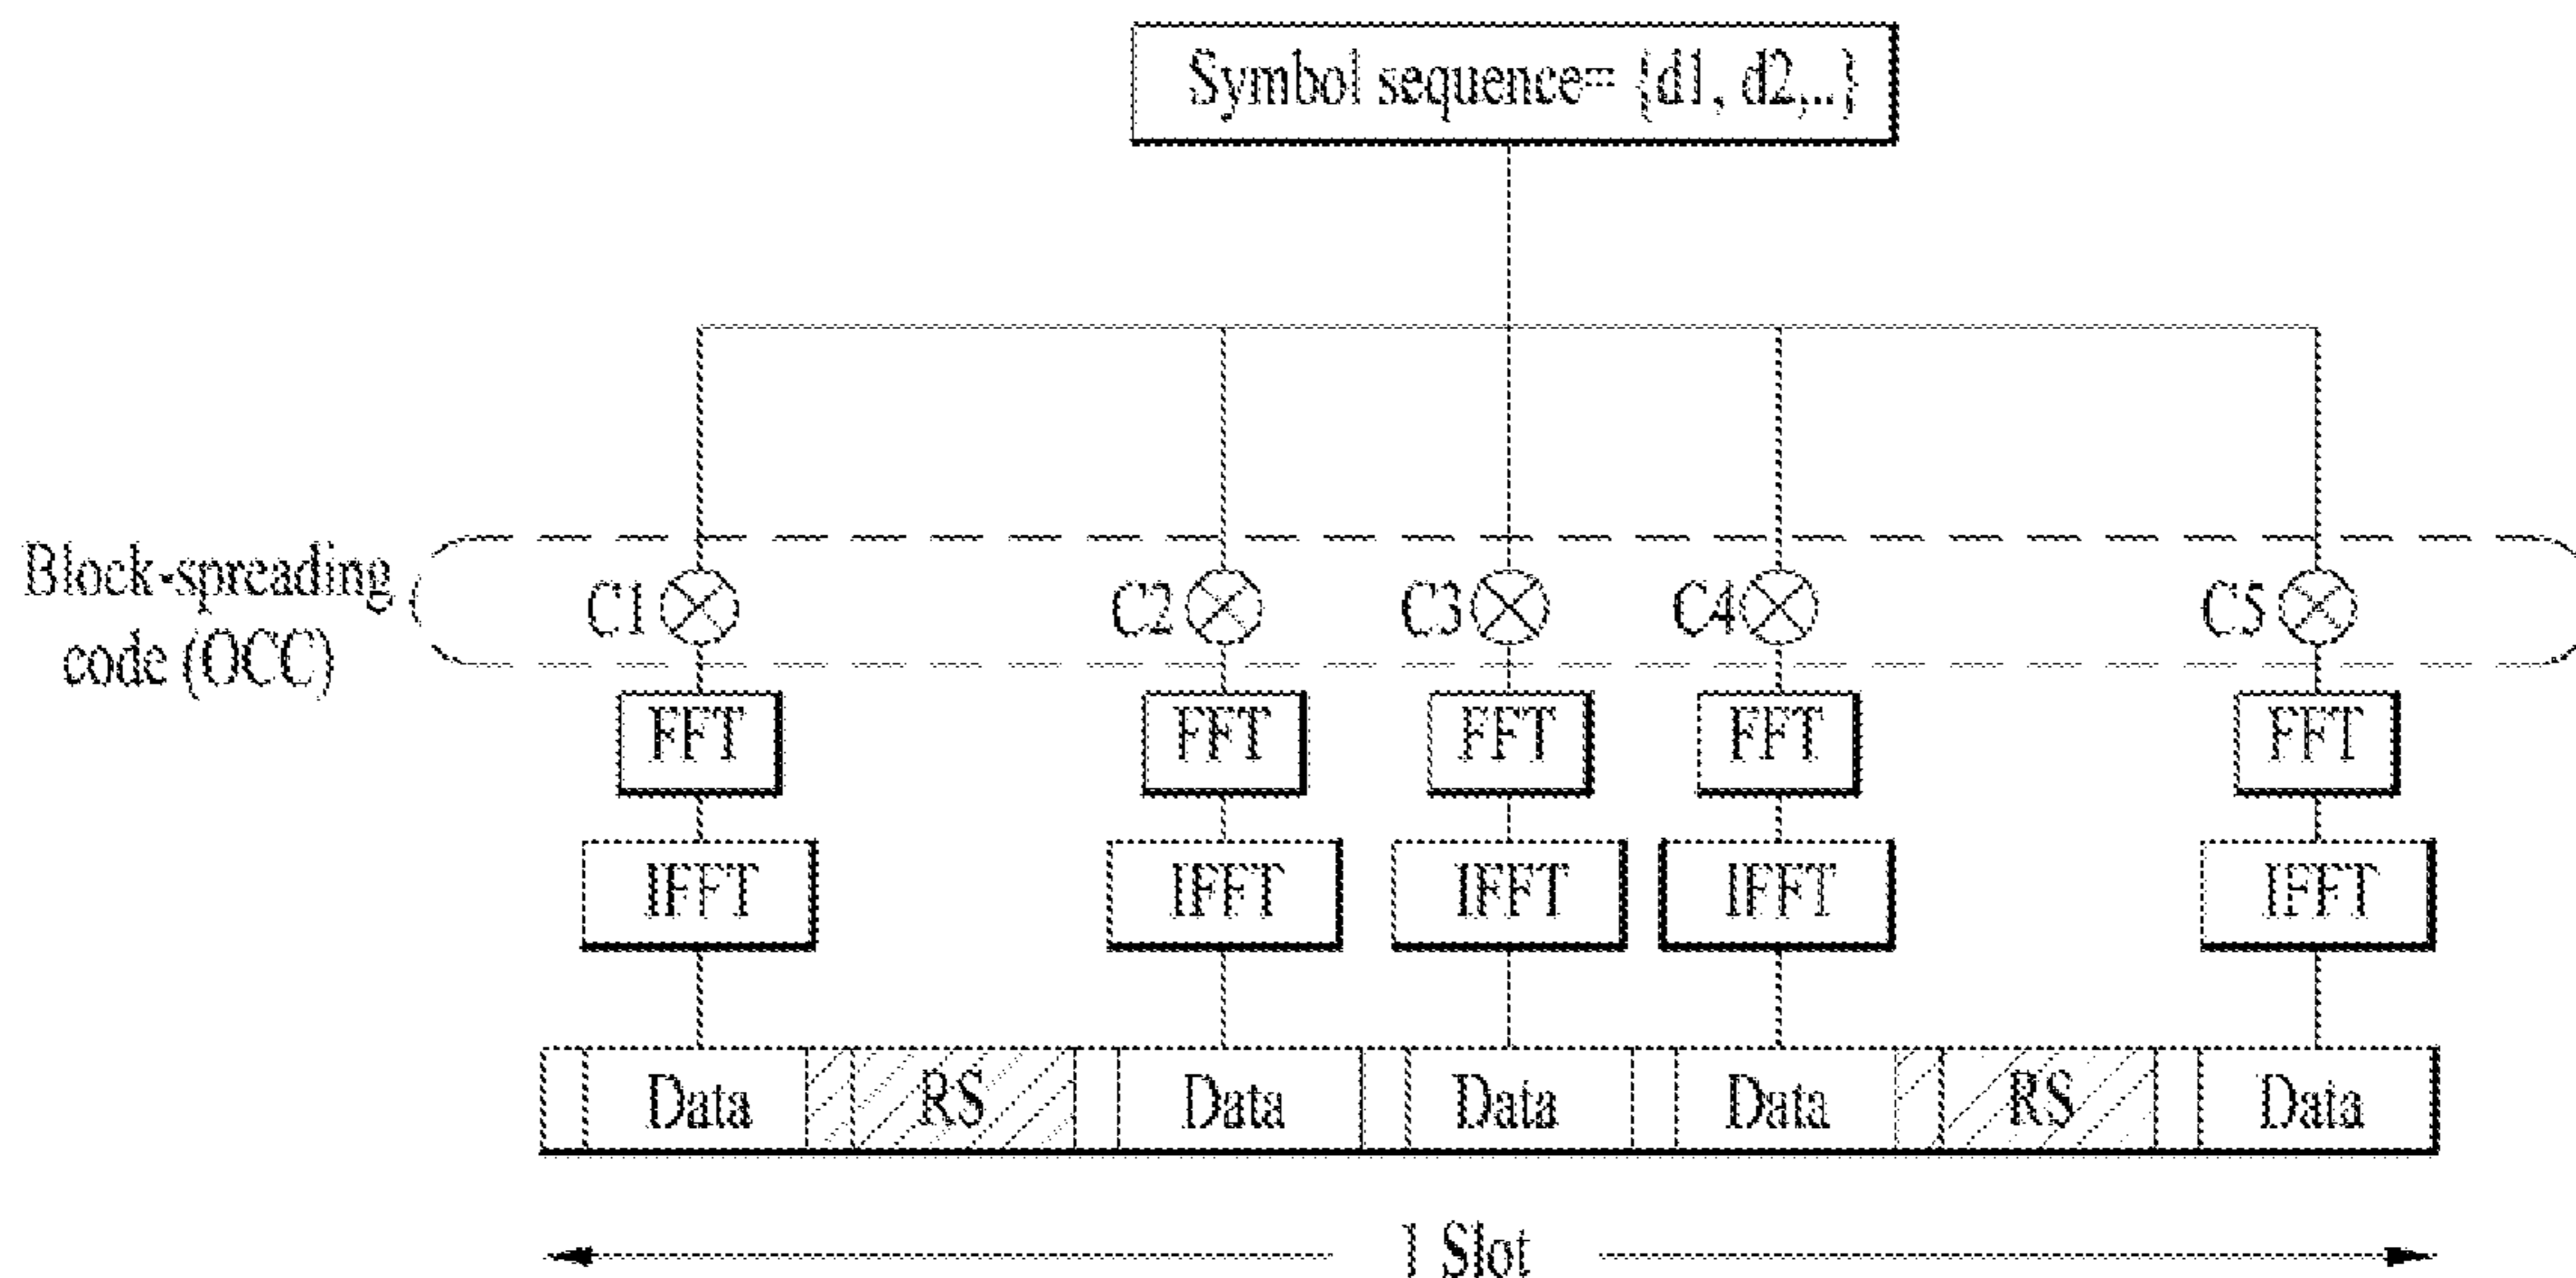 Symbol sequence= {d1, d2,..}
Block-spreading
code (OCC)
C1 C2 C3 C4 C5
FFT FFT FFT FFT FFT
IFFT IFFT IFFT IFFT IFFT
Data RS Data Data Data RS Data
1 Slot